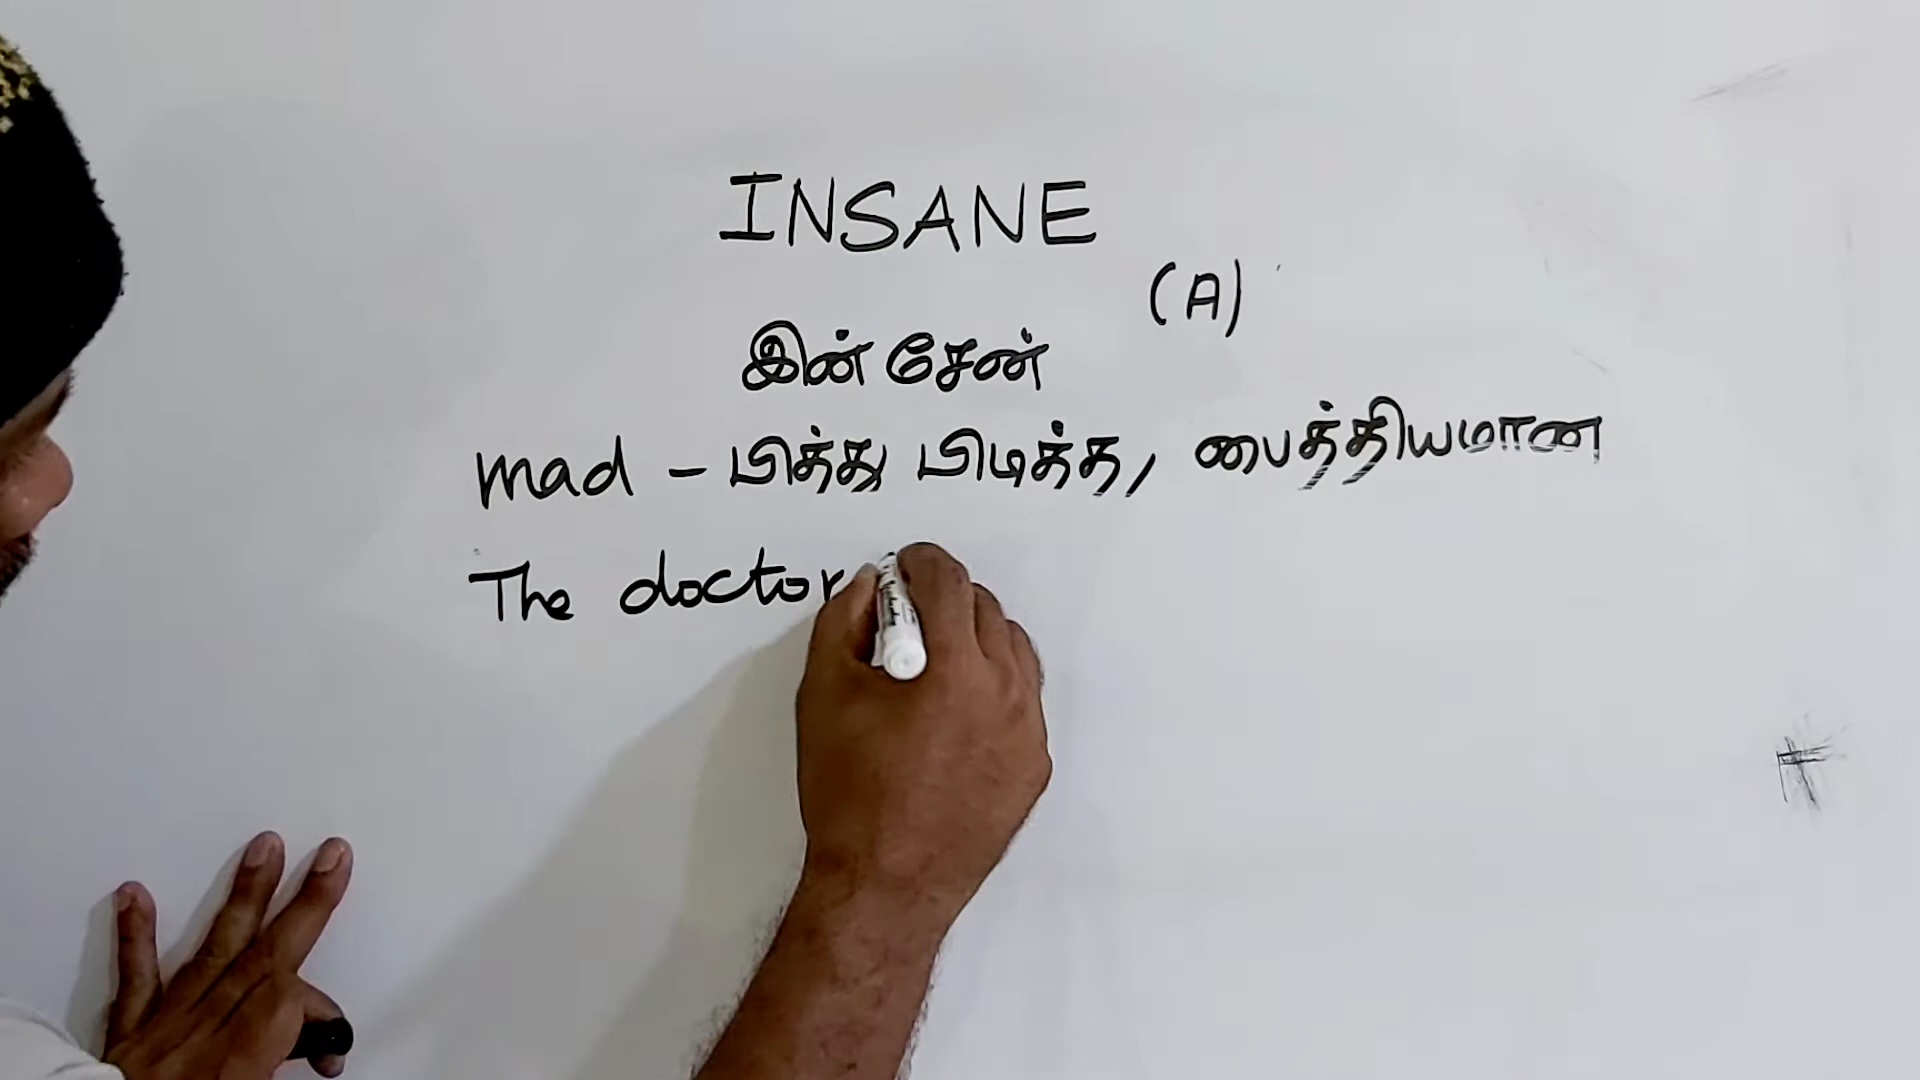 INSANE
(A)
இன்சேன்
mad - பித்து பிடித்த, பைத்தியமான
The doctor